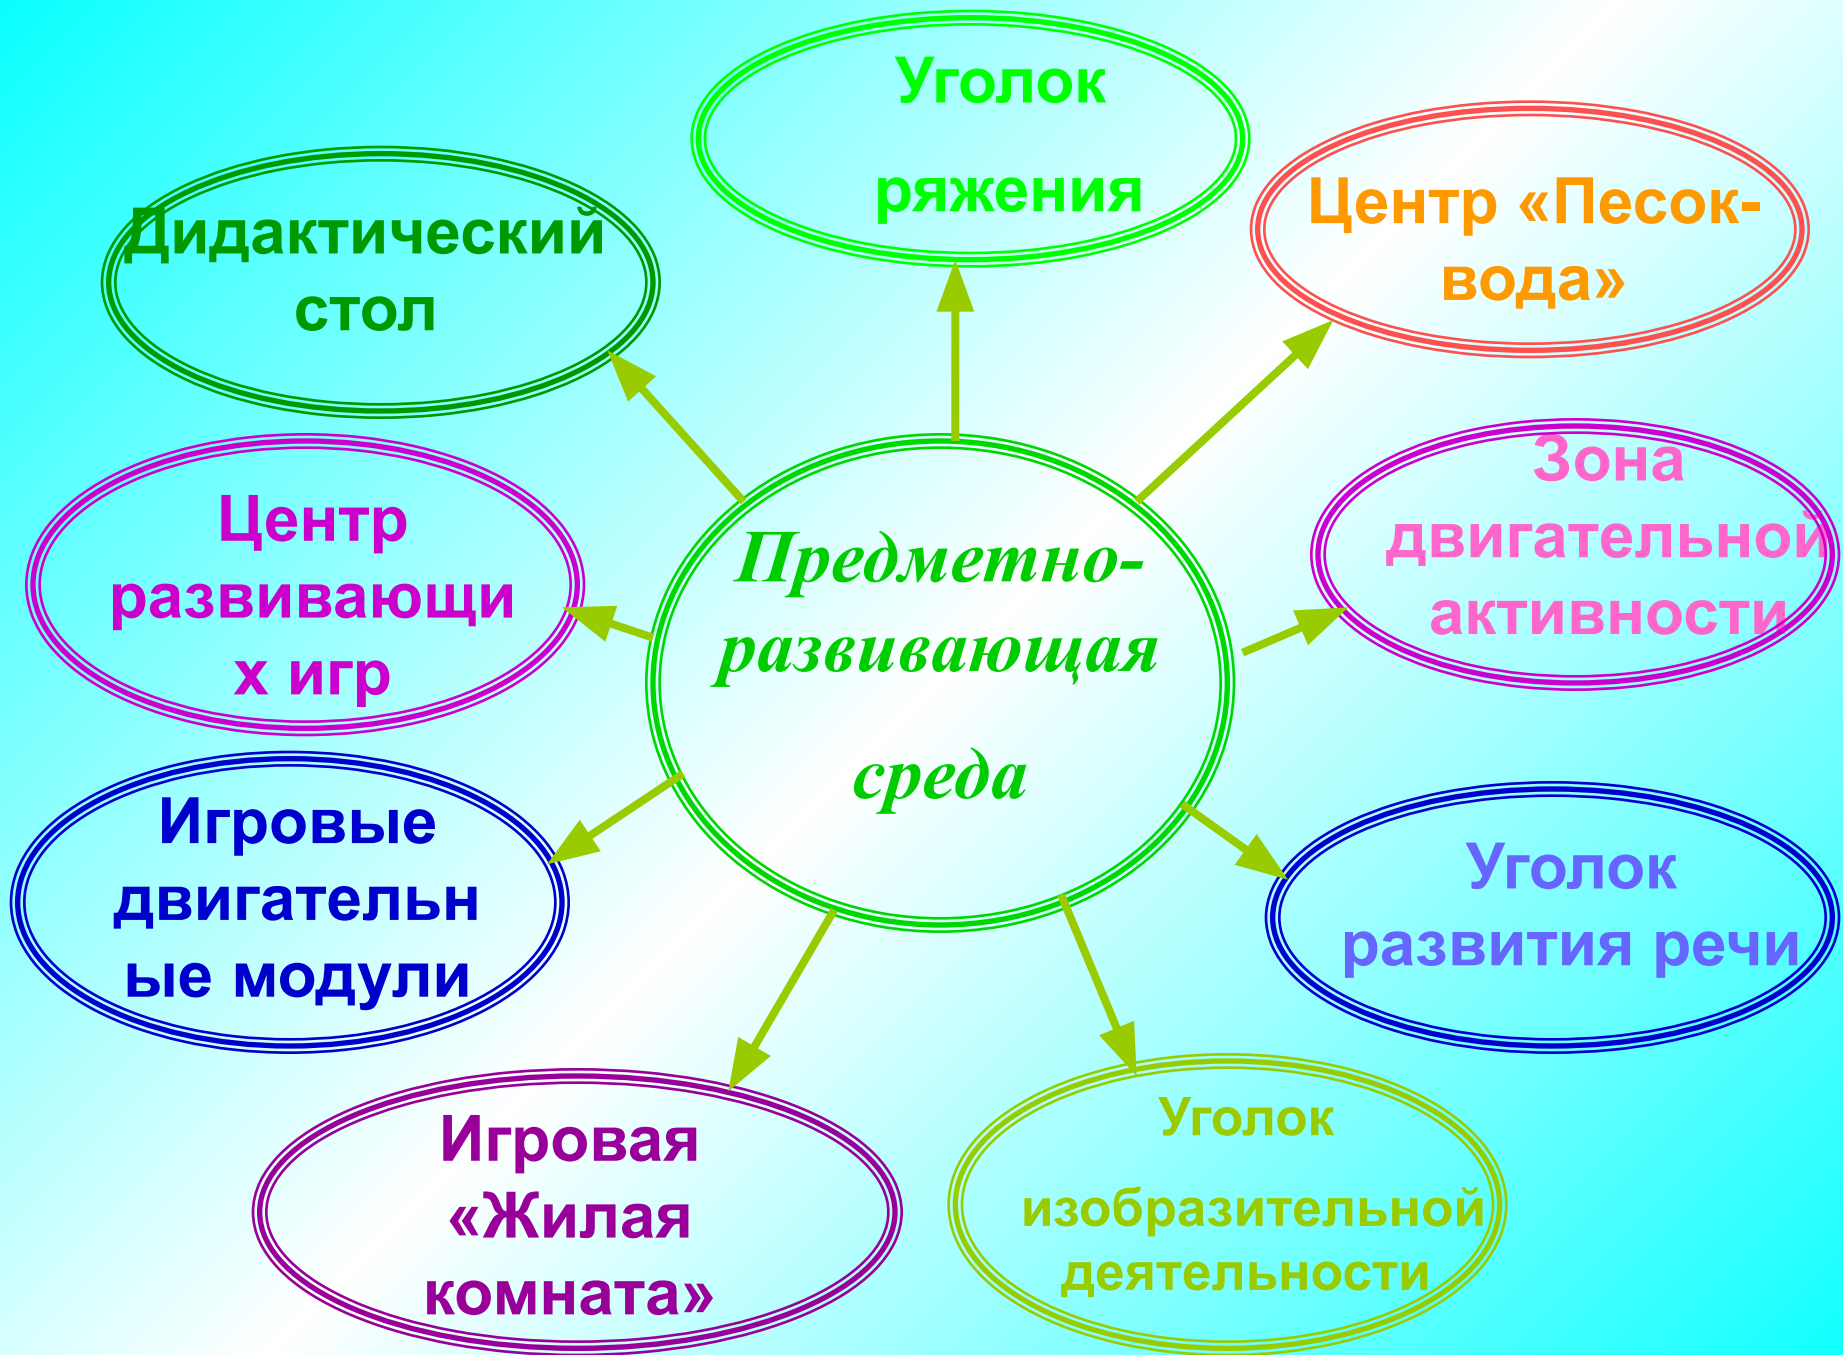 Уголок
ряжения
Центр «Песок-
вода»
Дидактический
стол
Зона
двигательной
активности
Центр
развивающи
х игр
Предметно-
развивающая
среда
Игровые
двигательн
ые модули
Уголок
развития речи
Игровая
«Жилая
комната»
Уголок
изобразительной
деятельности